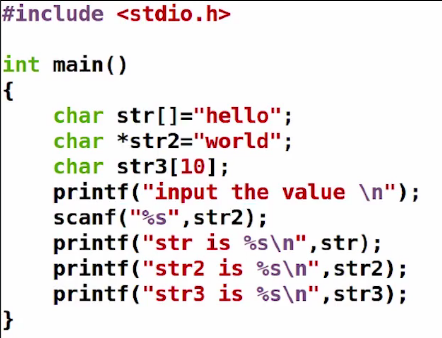 #include <stdio.h>
int main()
{
char str[]="hello";
char *str2="world";
char str3[10];
printf("input the value \n");
scanf("%s",str2);
printf("str is %s\n",str);
printf("str2 is %s\n",str2);
printf("str3 is %s\n",str3);
}